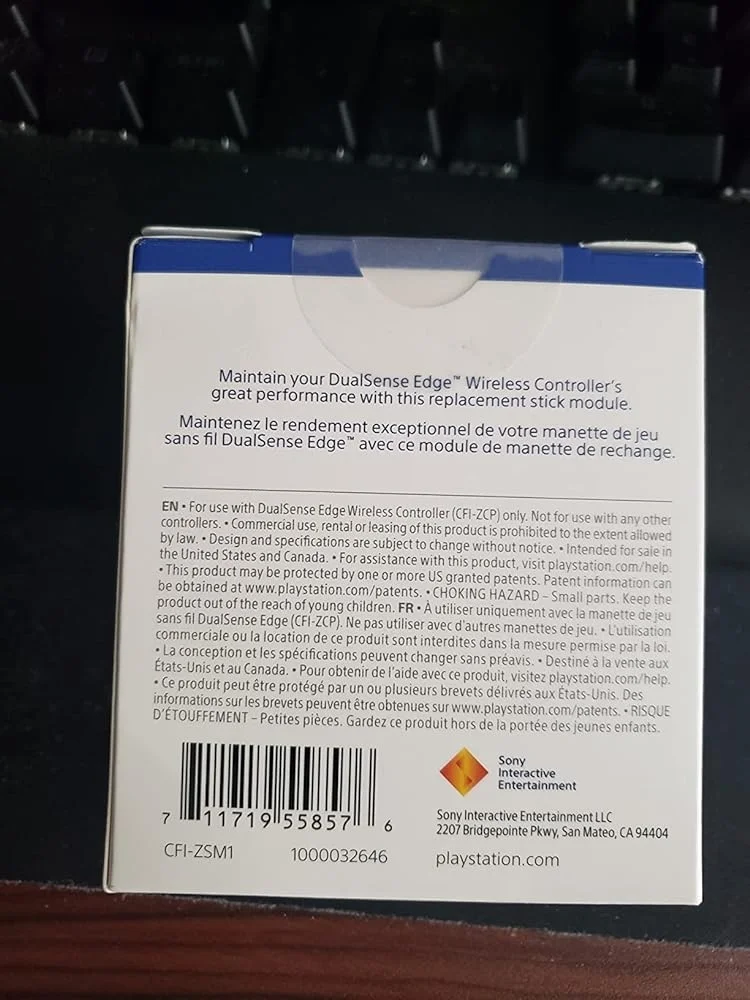 Maintain your DualSense Edge™ Wireless Controller's
great performance with this replacement stick module.
Maintenez le rendement exceptionnel de votre manette de jeu
sans fil DualSense Edge™ avec ce module de manette de rechange.
EN • For use with DualSense Edge Wireless Controller (CFI-ZCP) only. Not for use with any other
controllers. • Commercial use, rental or leasing of this product is prohibited to the extent allowed
by law. • Design and specifications are subject to change without notice. • Intended for sale in
the United States and Canada. • For assistance with this product, visit playstation.com/help.
• This product may be protected by one or more US granted patents. Patent information can
be obtained at www.playstation.com/patents. • CHOKING HAZARD – Small parts. Keep the
product out of the reach of young children. FR • À utiliser uniquement avec la manette de jeu
sans fil DualSense Edge (CFI-ZCP). Ne pas utiliser avec d'autres manettes de jeu. • L'utilisation
commerciale ou la location de ce produit sont interdites dans la mesure permise par la loi.
• La conception et les spécifications peuvent changer sans préavis. • Destiné à la vente aux
États-Unis et au Canada. • Pour obtenir de l'aide avec ce produit, visitez playstation.com/help.
• Ce produit peut être protégé par un ou plusieurs brevets délivrés aux États-Unis. Des
informations sur les brevets peuvent être obtenues sur www.playstation.com/patents. • RISQUE
D'ÉTOUFFEMENT – Petites pièces. Gardez ce produit hors de la portée des jeunes enfants.
7 11719 55857 6
CFI-ZSM1 1000032646
Sony
Interactive
Entertainment
Sony Interactive Entertainment LLC
2207 Bridgepointe Pkwy, San Mateo, CA 94404
playstation.com